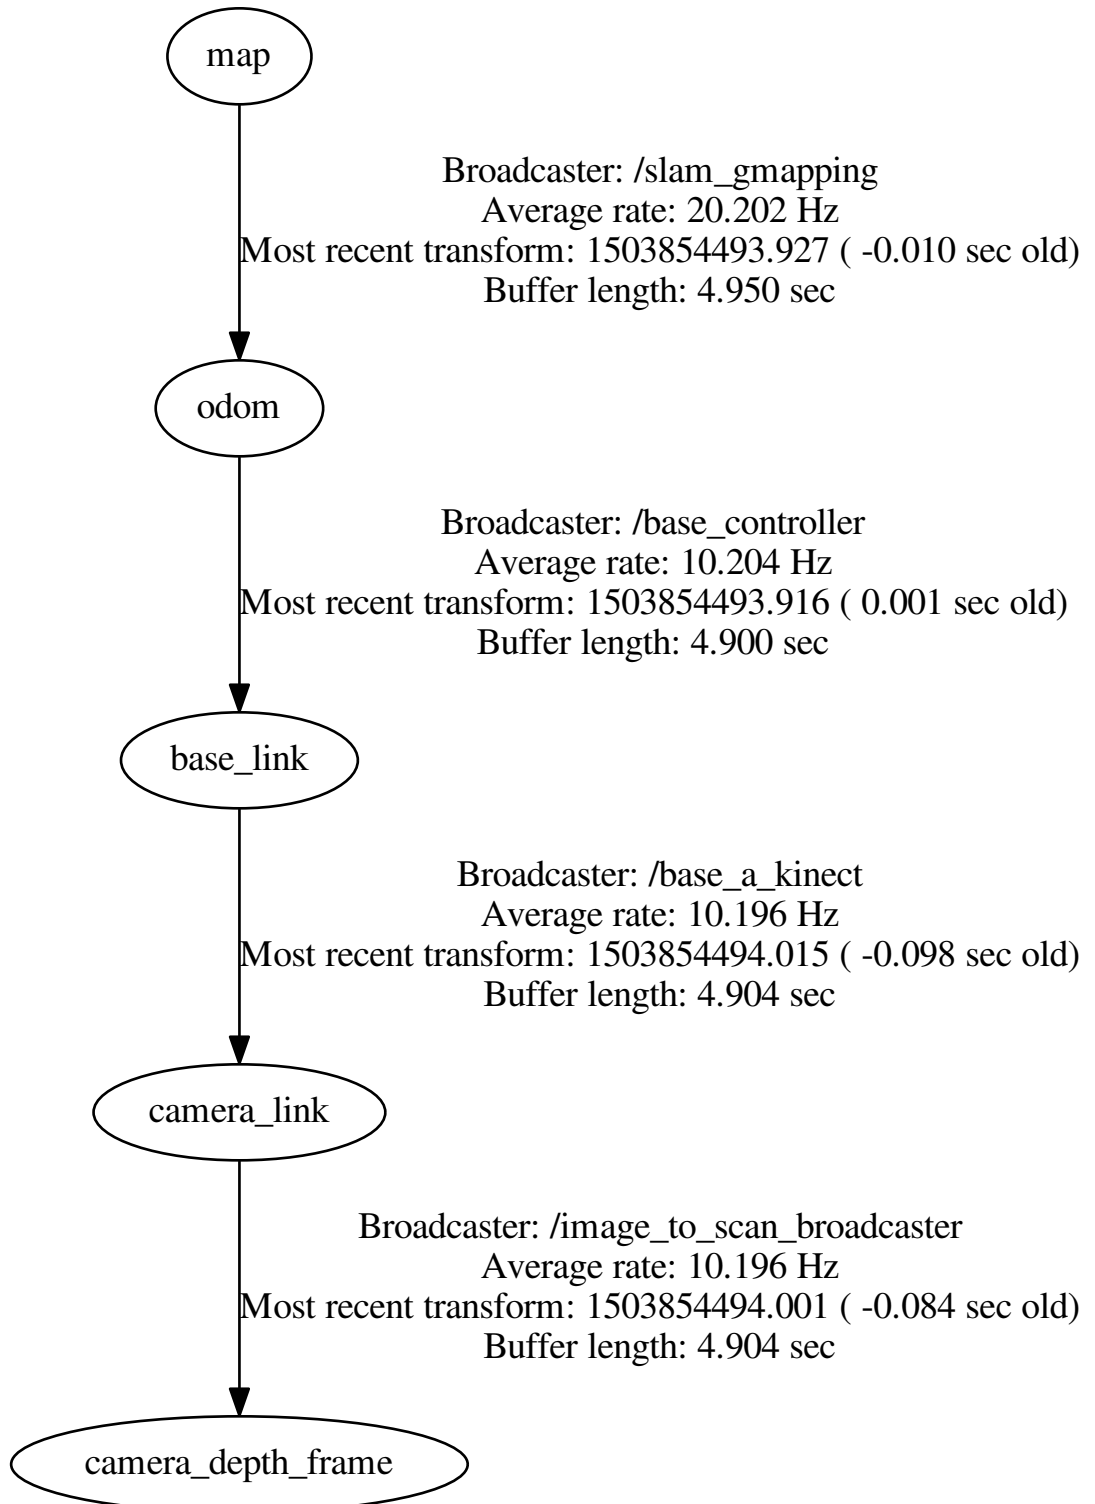 map
Broadcaster: /slam_gmapping
Average rate: 20.202 Hz
Most recent transform: 1503854493.927 ( -0.010 sec old)
Buffer length: 4.950 sec
odom
Broadcaster: /base_controller
Average rate: 10.204 Hz
Most recent transform: 1503854493.916 ( 0.001 sec old)
Buffer length: 4.900 sec
base_link
Broadcaster: /base_a_kinect
Average rate: 10.196 Hz
Most recent transform: 1503854494.015 ( -0.098 sec old)
Buffer length: 4.904 sec
camera_link
Broadcaster: /image_to_scan_broadcaster
Average rate: 10.196 Hz
Most recent transform: 1503854494.001 ( -0.084 sec old)
Buffer length: 4.904 sec
camera_depth_frame